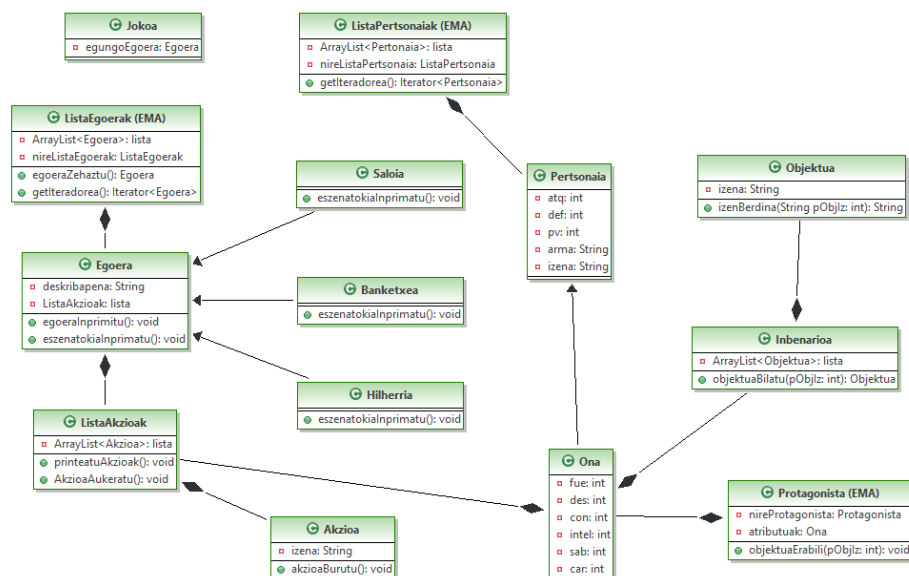 Jokoa
egungoEgoera: Egoera
ListaPertsonaiak (EMA)
ArrayList<Pertonaia>: lista
nireListaPertsonaia: ListaPertsonaia
getIteradorea(): Iterator<Pertsonaia>
ListaEgoerak (EMA)
ArrayList<Egoera>: lista
nireListaEgoerak: ListaEgoerak
egoeraZehaztu(): Egoera
getIteradorea(): Iterator<Egoera>
Saloia
eszenatokiaInprimatu(): void
Pertsonaia
atq: int
def: int
pv: int
arma: String
izena: String
Objektua
izena: String
izenBerdina(String pObjIz: int): String
Egoera
deskribapena: String
ListaAkzioak: lista
egoeraInprimitu(): void
eszenatokiaInprimatu(): void
Banketxea
eszenatokiaInprimatu(): void
Inbenarioa
ArrayList<Objektua>: lista
objektuaBilatu(pObjIz: int): Objektua
Hilherria
eszenatokiaInprimatu(): void
ListaAkzioak
ArrayList<Akzioa>: lista
printeatuAkzioak(): void
AkzioaAukeratu(): void
Ona
fue: int
des: int
con: int
intel: int
sab: int
car: int
Protagonista (EMA)
nireProtagonista: Protagonista
atributuak: Ona
objektuaErabili(pObjIz: int): void
Akzioa
izena: String
akzioaBurutu(): void